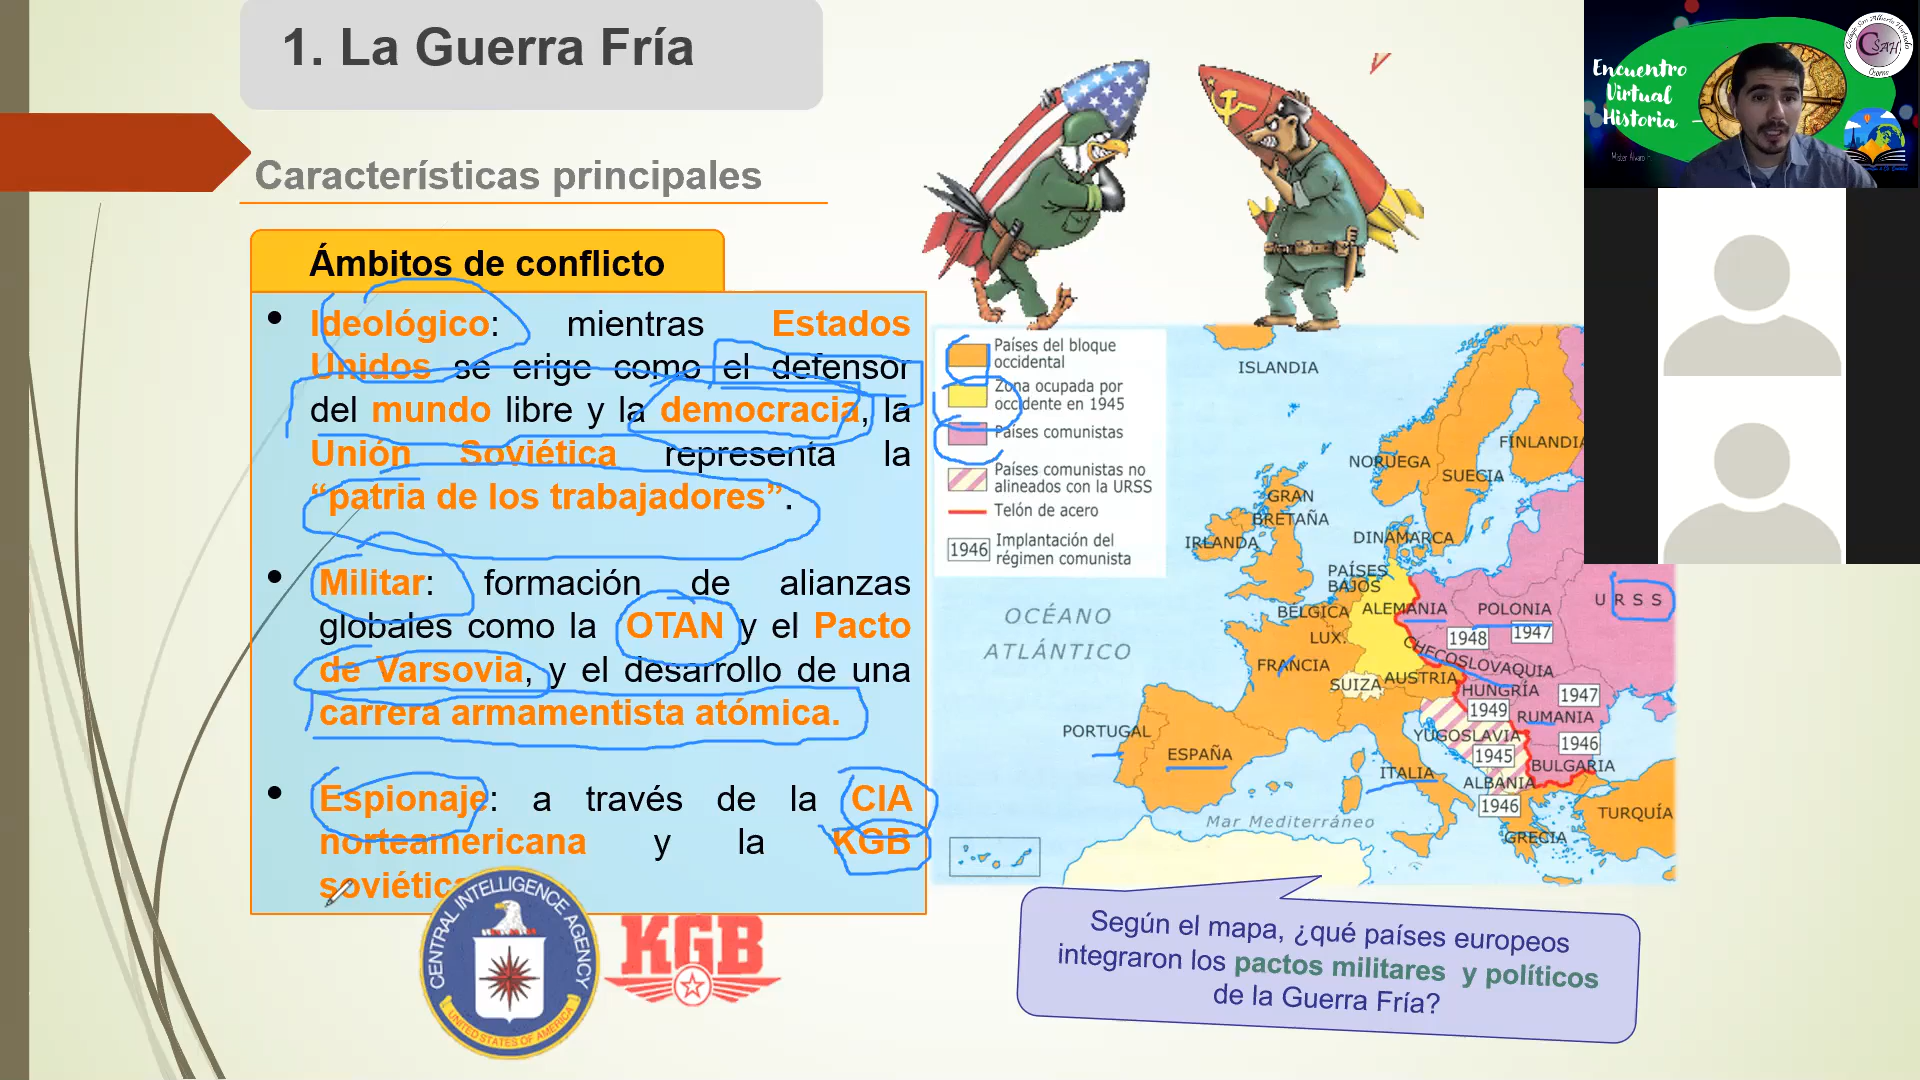 1. La Guerra Fría
Características principales
Ámbitos de conflicto
• Ideológico: mientras Estados
Unidos se erige como el defensor
del mundo libre y la democracia, la
Unión Soviética representa la
“patria de los trabajadores”.
• Militar: formación de alianzas
globales como la OTAN y el Pacto
de Varsovia, y el desarrollo de una
carrera armamentista atómica.
• Espionaje: a través de la CIA
norteamericana y la KGB
soviética
CENTRAL INTELLIGENCE AGENCY
UNITED STATES OF AMERICA
KGB
Países del bloque
occidental
Zona ocupada por
occidente en 1945
Países comunistas
Países comunistas no
alineados con la URSS
Telón de acero
1946 Implantación del
régimen comunista
ISLANDIA
FINLANDIA
NORUEGA
SUECIA
GRAN
BRETAÑA
IRLANDA
DINAMARCA
PAÍSES
BAJOS
BÉLGICA
ALEMANIA
POLONIA
URSS
LUX.
1948
1947
OCÉANO
ATLÁNTICO
CHECOSLOVAQUIA
FRANCIA
SUIZA
AUSTRIA
HUNGRÍA
1947
1949
RUMANIA
PORTUGAL
YUGOSLAVIA
1946
ESPAÑA
1945
BULGARIA
ITALIA
ALBANIA
1946
TURQUÍA
Mar Mediterráneo
GRECIA
Según el mapa, ¿qué países europeos
integraron los pactos militares y políticos
de la Guerra Fría?
Encuentro
Virtual
Historia
Colegio San Alberto Hurtado
CSAH